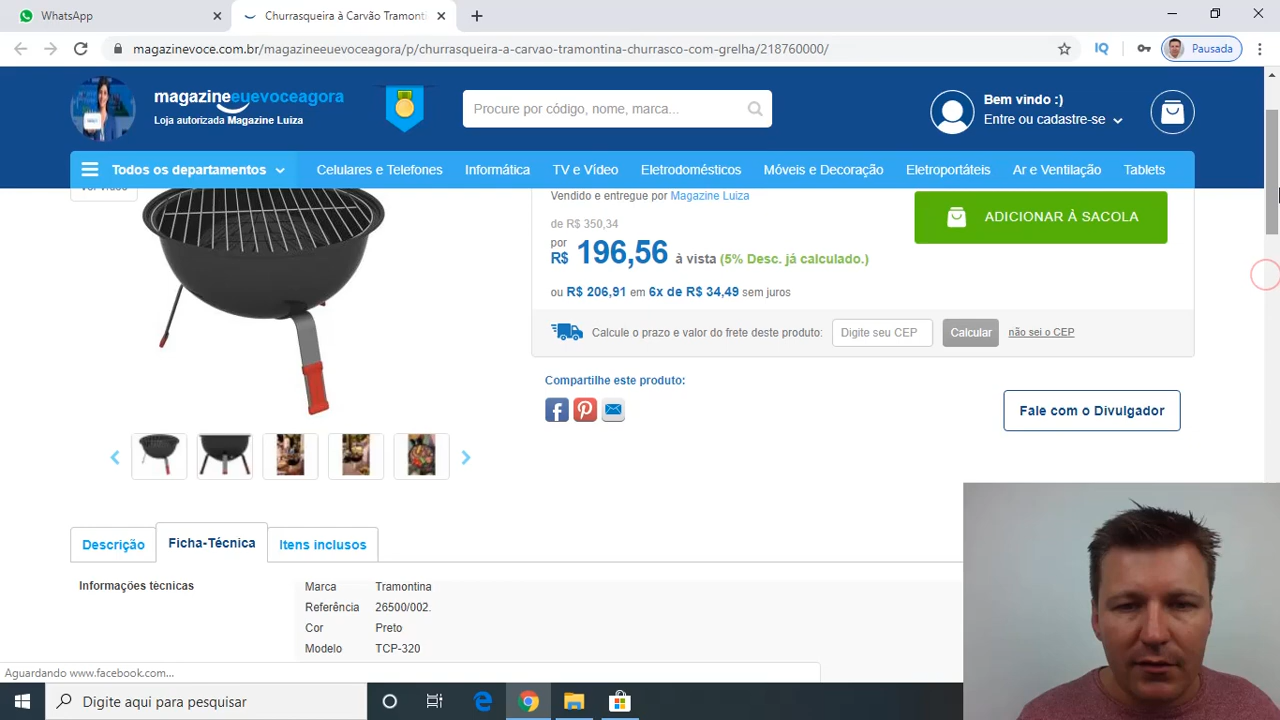 WhatsApp
Churrasqueira à Carvão Tramonti
magazinevoce.com.br/magazineeuevoceagora/p/churrasqueira-a-carvao-tramontina-churrasco-com-grelha/218760000/
IQ
Pausada
magazineeuevoceagora
Loja autorizada Magazine Luiza
Procure por código, nome, marca...
Bem vindo :)
Entre ou cadastre-se
Todos os departamentos
Celulares e Telefones
Informática
TV e Vídeo
Eletrodomésticos
Móveis e Decoração
Eletroportáteis
Ar e Ventilação
Tablets
Vendido e entregue por Magazine Luiza
de R$ 350,34
por
R$ 196,56 à vista (5% Desc. já calculado.)
ou R$ 206,91 em 6x de R$ 34,49 sem juros
ADICIONAR À SACOLA
Calcule o prazo e valor do frete deste produto:
Digite seu CEP
Calcular
não sei o CEP
Compartilhe este produto:
Fale com o Divulgador
Descrição
Ficha-Técnica
Itens inclusos
Informações técnicas
Marca Tramontina
Referência 26500/002.
Cor Preto
Modelo TCP-320
Aguardando www.facebook.com...
Digite aqui para pesquisar